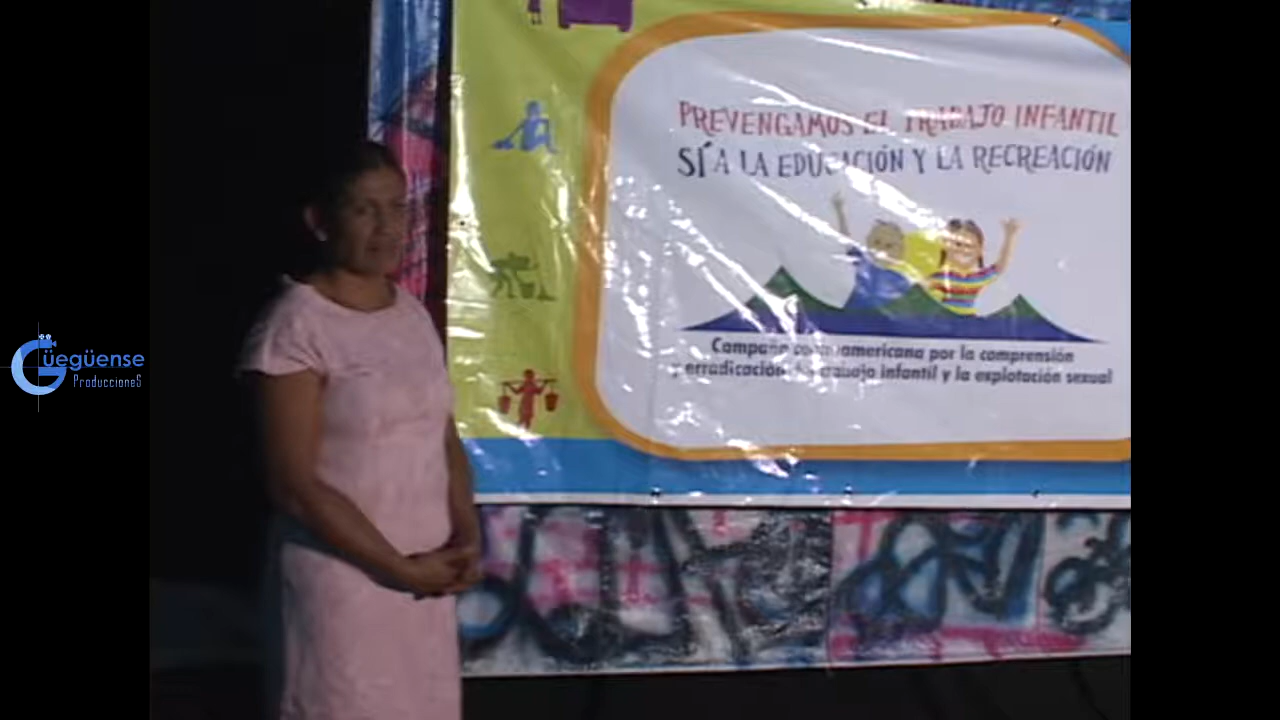 Güegüense
ProduccioneS
PREVENGAMOS EL TRABAJO INFANTIL
SÍ A LA EDUCACIÓN Y LA RECREACIÓN
Campaña centroamericana por la comprensión
y erradicación del trabajo infantil y la explotación sexual